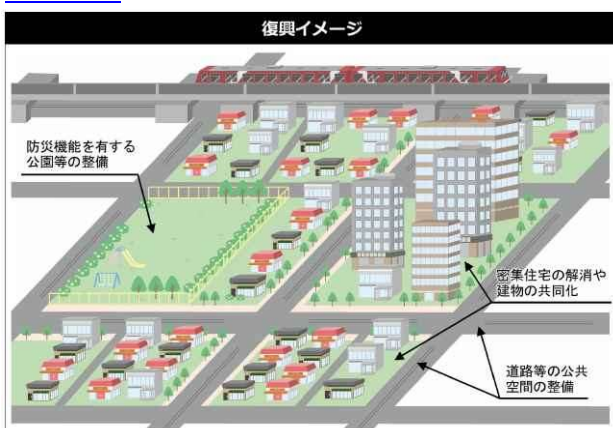 復興イメージ
防災機能を有する
公園等の整備
密集住宅の解消や
建物の共同化
道路等の公共
空間の整備